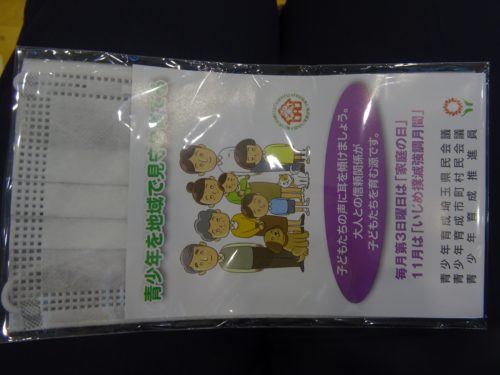 青少年を地域で見守
子どもたちの声に耳を傾けましょう。
大人との信頼関係が
子どもたちを育む源です。
毎月第3日曜日は「家庭の日」
11月は「いじめ撲滅強調月間」
青少年育成埼玉県民会議
青少年育成市町村民会議
青少年育成推進員